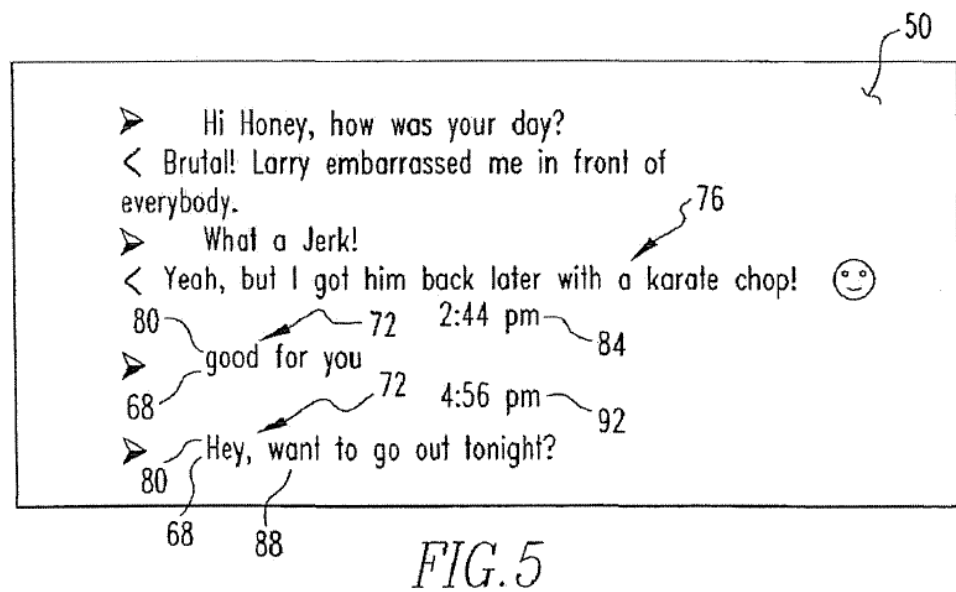 50
➢ Hi Honey, how was your day?
< Brutal! Larry embarrassed me in front of
everybody.
76
➢ What a Jerk!
< Yeah, but I got him back later with a karate chop! ☺
80 72 2:44 pm 84
➢ good for you
68 72 4:56 pm 92
➢ Hey, want to go out tonight?
80
68 88
FIG. 5